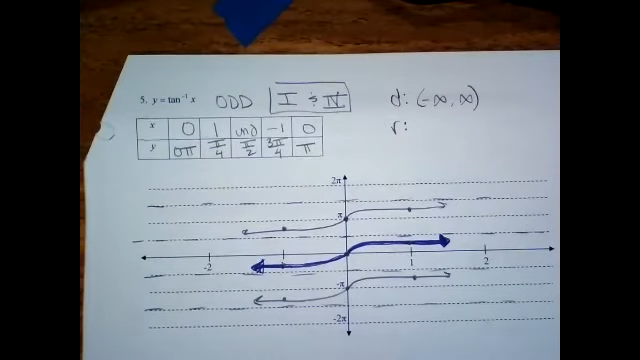 5. y = tan⁻¹ x ODD I & IV d: (-∞, ∞)
r:
x 0 1 und -1 0
y 0π π/4 π/2 3π/4 π
2π
π
-2 1 2
-π
-2π